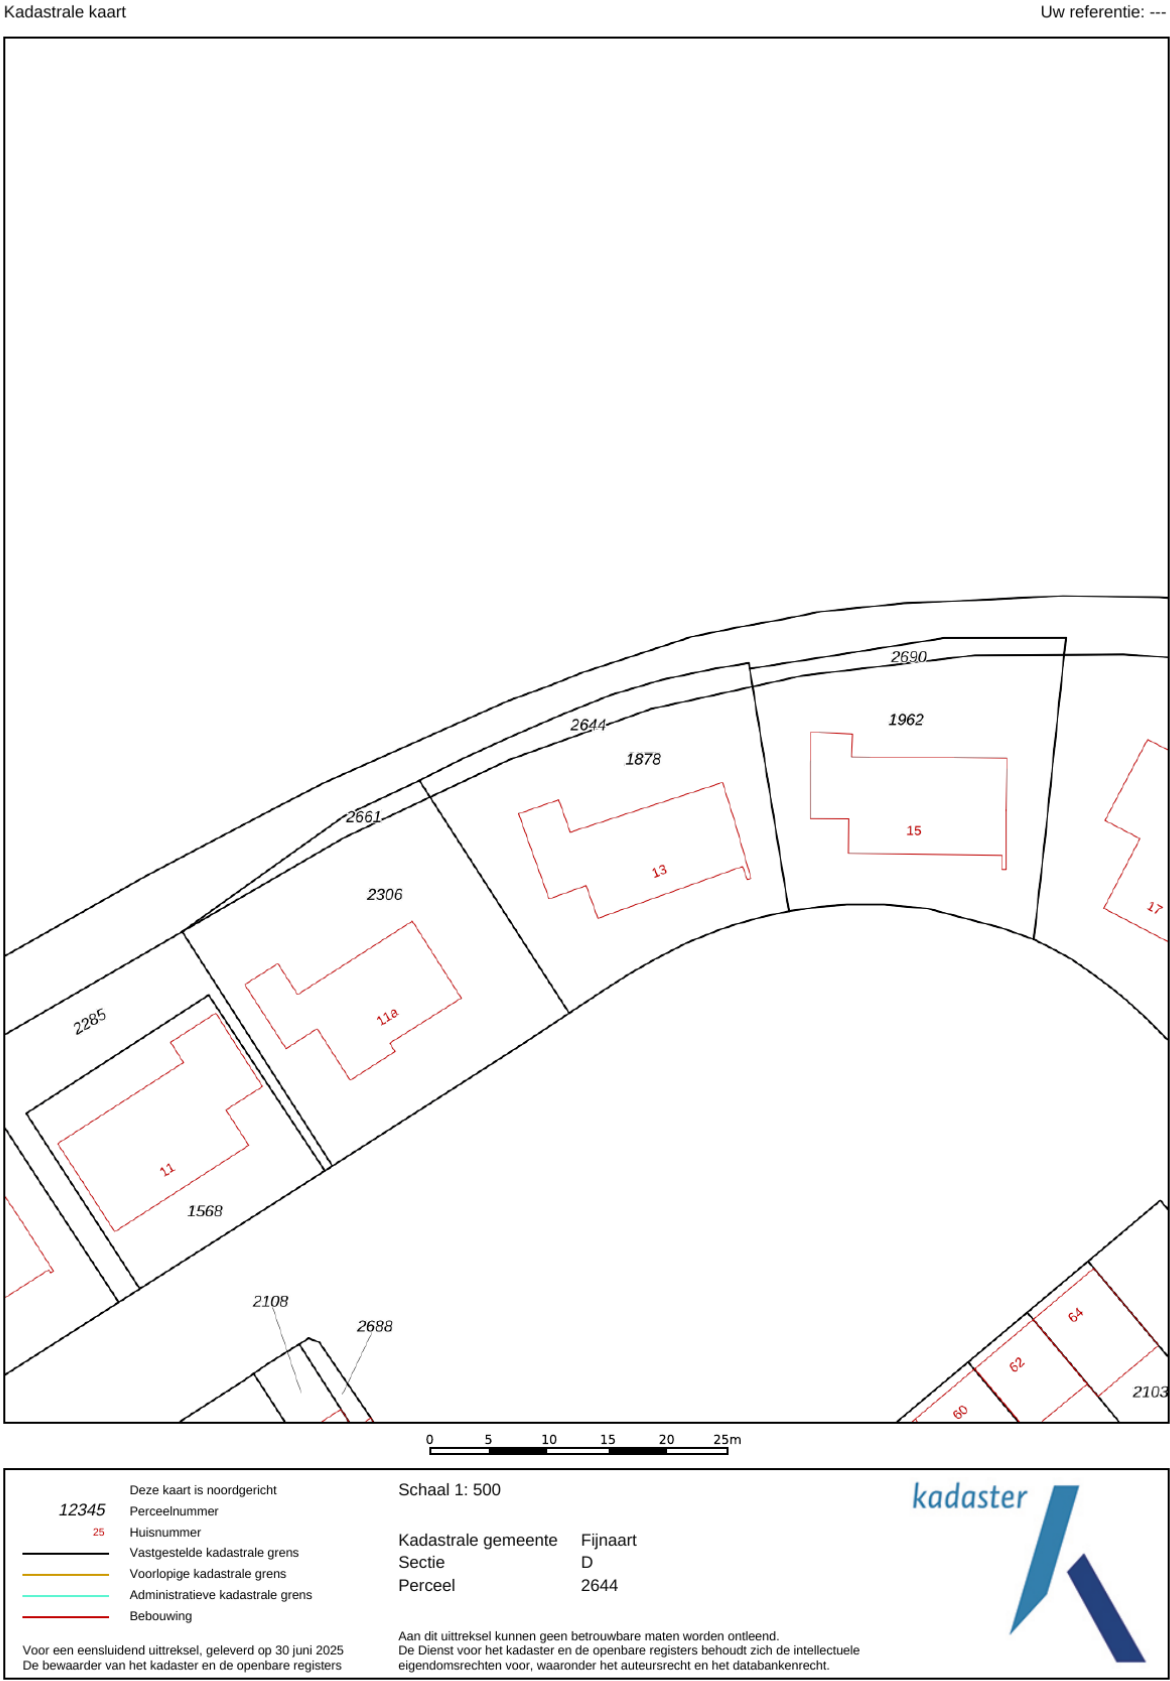 Kadastrale kaart
Uw referentie: ---
2690
1962
2644
1878
15
2661
13
17
2306
11a
2285
11
1568
2108
2688
64
62
60
2103
0 5 10 15 20 25m
Deze kaart is noordgericht
12345 Perceelnummer
25 Huisnummer
Vastgestelde kadastrale grens
Voorlopige kadastrale grens
Administratieve kadastrale grens
Bebouwing
Voor een eensluidend uittreksel, geleverd op 30 juni 2025
De bewaarder van het kadaster en de openbare registers
Schaal 1: 500
Kadastrale gemeente Fijnaart
Sectie D
Perceel 2644
Aan dit uittreksel kunnen geen betrouwbare maten worden ontleend.
De Dienst voor het kadaster en de openbare registers behoudt zich de intellectuele
eigendomsrechten voor, waaronder het auteursrecht en het databankenrecht.
kadaster